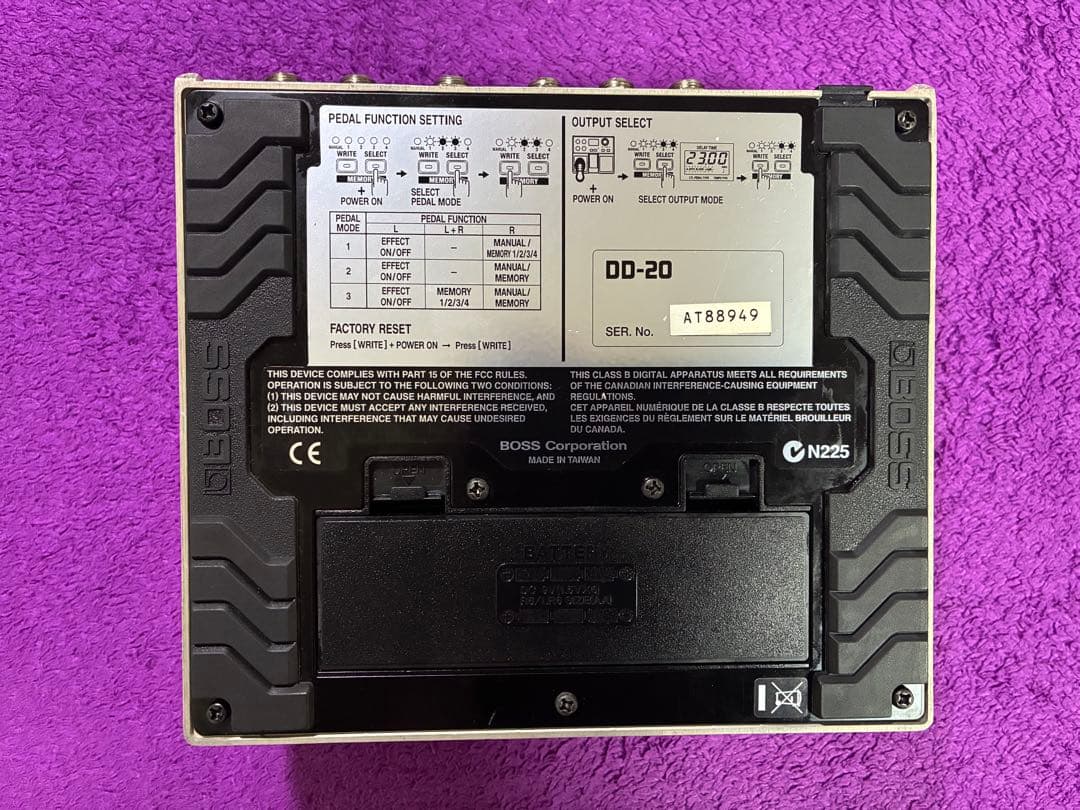 PEDAL FUNCTION SETTING
MANUAL 1 2 3 4
WRITE SELECT
MEMORY
+
POWER ON
WRITE SELECT
MEMORY
SELECT
PEDAL MODE
WRITE SELECT
MEMORY
PEDAL MODE
PEDAL FUNCTION
L L+R R
1 EFFECT ON/OFF – MANUAL / MEMORY 1/2/3/4
2 EFFECT ON/OFF – MANUAL/ MEMORY
3 EFFECT ON/OFF MEMORY 1/2/3/4 MANUAL/ MEMORY
FACTORY RESET
Press [WRITE] + POWER ON → Press [WRITE]
OUTPUT SELECT
+
POWER ON
WRITE SELECT
MEMORY
DELAY TIME
2300
SELECT OUTPUT MODE
WRITE
MEMORY
DD-20
SER. No. AT88949
THIS DEVICE COMPLIES WITH PART 15 OF THE FCC RULES.
OPERATION IS SUBJECT TO THE FOLLOWING TWO CONDITIONS:
(1) THIS DEVICE MAY NOT CAUSE HARMFUL INTERFERENCE, AND
(2) THIS DEVICE MUST ACCEPT ANY INTERFERENCE RECEIVED,
INCLUDING INTERFERENCE THAT MAY CAUSE UNDESIRED
OPERATION.
THIS CLASS B DIGITAL APPARATUS MEETS ALL REQUIREMENTS
OF THE CANADIAN INTERFERENCE-CAUSING EQUIPMENT
REGULATIONS.
CET APPAREIL NUMÉRIQUE DE LA CLASSE B RESPECTE TOUTES
LES EXIGENCES DU RÈGLEMENT SUR LE MATÉRIEL BROUILLEUR
DU CANADA.
BOSS Corporation
MADE IN TAIWAN
CE
N225
BOSS
BOSS
OPEN
OPEN
BATTERY